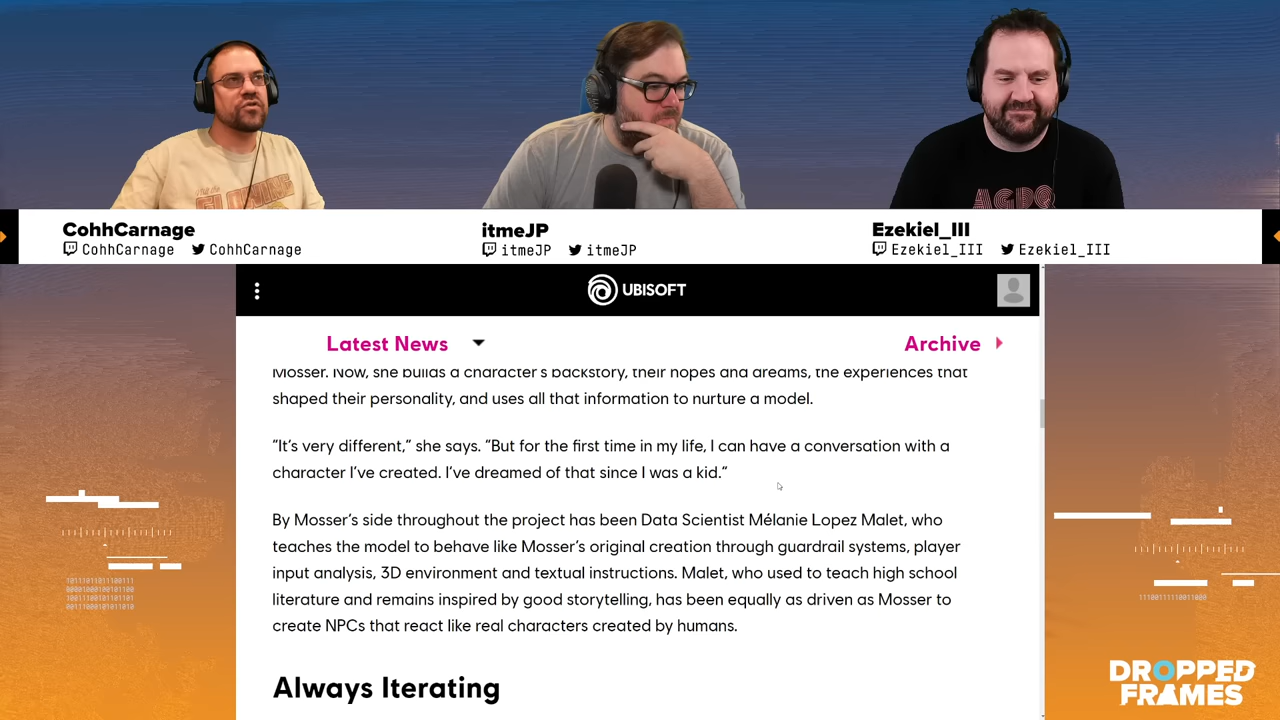 CohhCarnage
CohhCarnage CohhCarnage
itmeJP
itmeJP itmeJP
Ezekiel_III
Ezekiel_III Ezekiel_III
AGDQ
UBISOFT
Latest News
Archive
Mosser. Now, she builds a character's backstory, their hopes and dreams, the experiences that
shaped their personality, and uses all that information to nurture a model.
“It’s very different,” she says. “But for the first time in my life, I can have a conversation with a
character I’ve created. I’ve dreamed of that since I was a kid.”
By Mosser’s side throughout the project has been Data Scientist Mélanie Lopez Malet, who
teaches the model to behave like Mosser’s original creation through guardrail systems, player
input analysis, 3D environment and textual instructions. Malet, who used to teach high school
literature and remains inspired by good storytelling, has been equally as driven as Mosser to
create NPCs that react like real characters created by humans.
Always Iterating
DROPPED
FRAMES